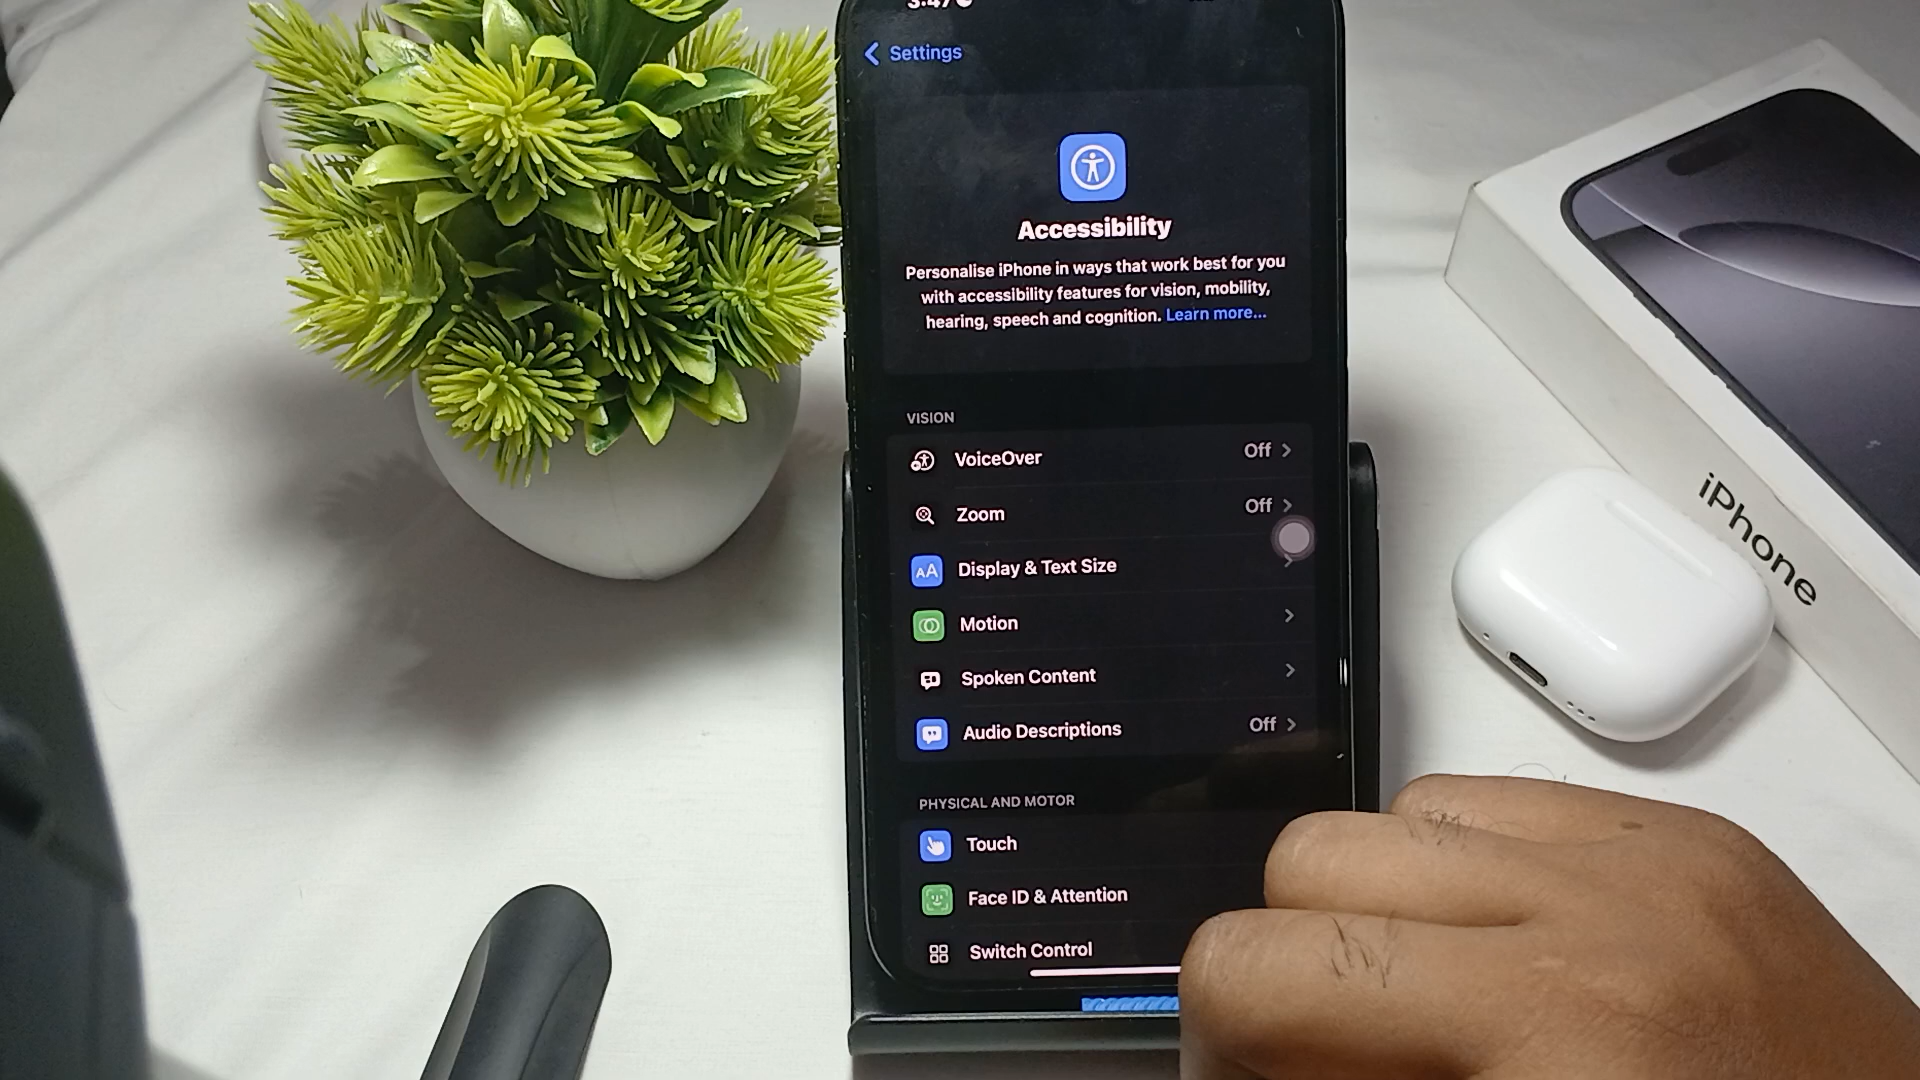 Settings
Accessibility
Personalise iPhone in ways that work best for you
with accessibility features for vision, mobility,
hearing, speech and cognition. Learn more...
VISION
VoiceOver Off
Zoom Off
AA Display & Text Size
Motion
Spoken Content
Audio Descriptions Off
PHYSICAL AND MOTOR
Touch
Face ID & Attention
Switch Control
iPhone